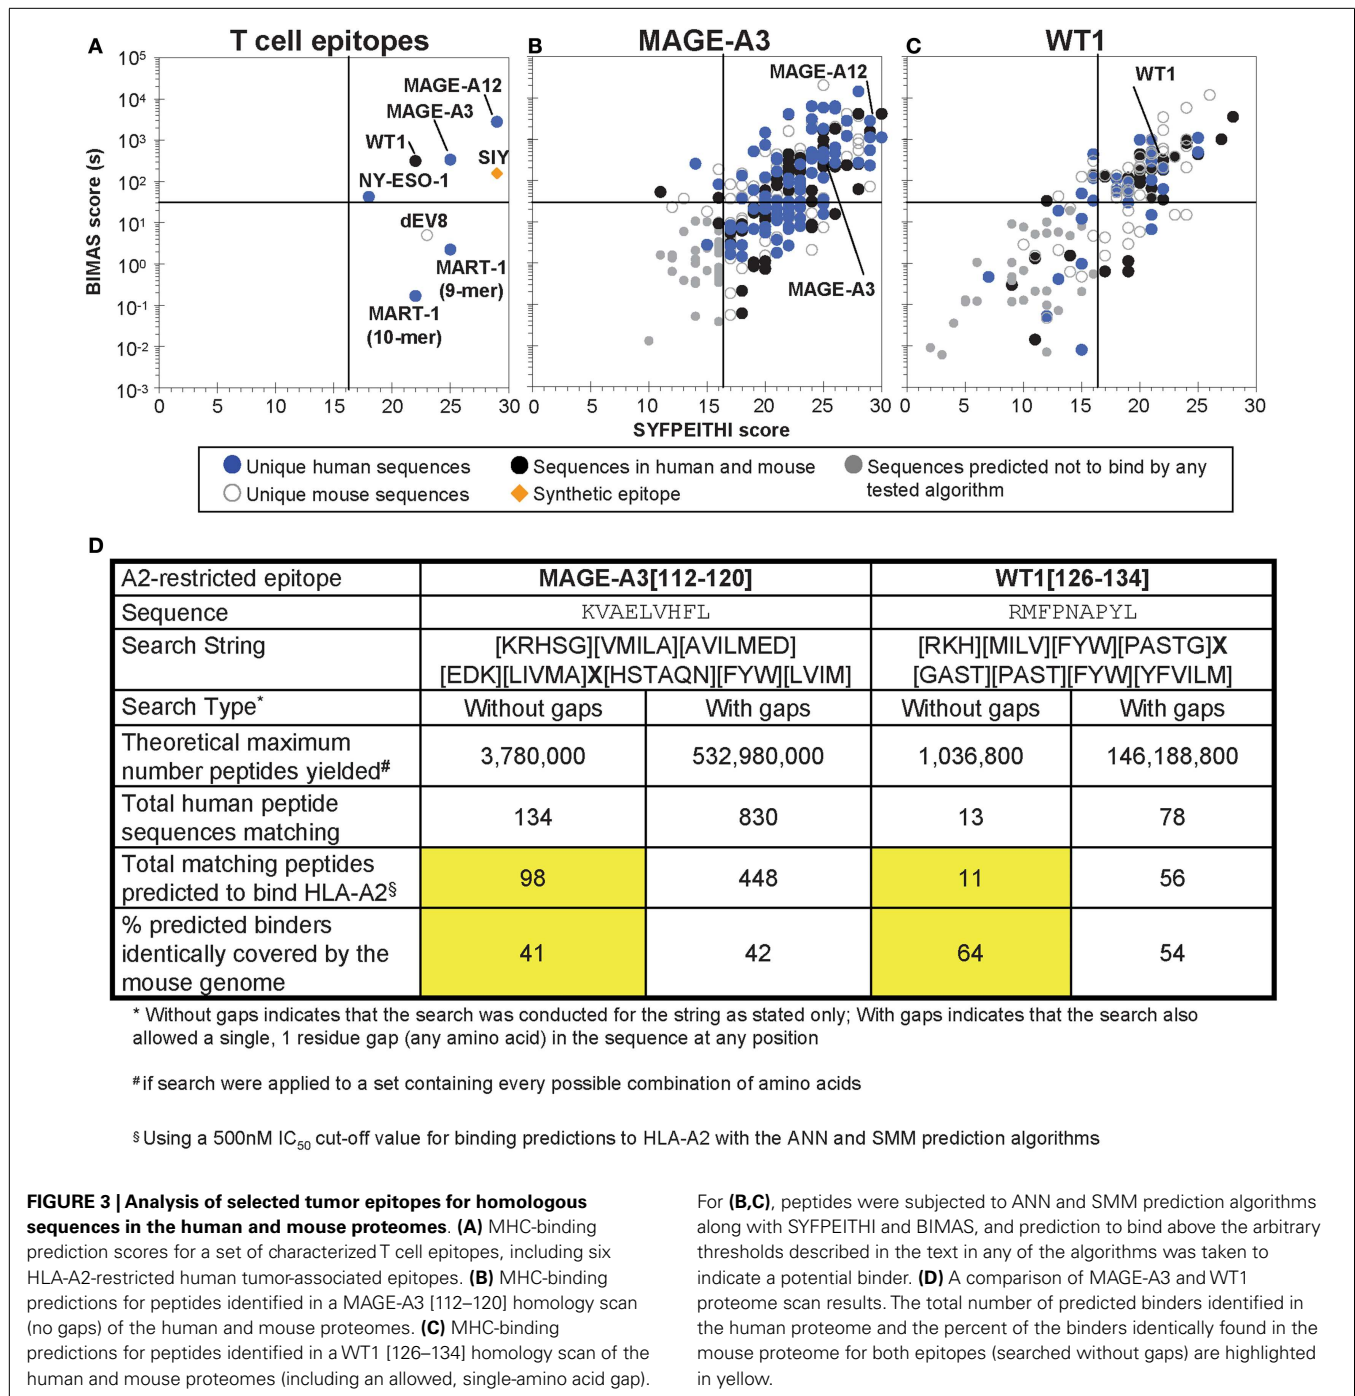 A
T cell epitopes
B
MAGE-A3
C
WT1
BIMAS score (s)
10⁵
10⁴
10³
10²
10¹
10⁰
10⁻¹
10⁻²
10⁻³
MAGE-A12
MAGE-A3
WT1
SIY
NY-ESO-1
dEV8
MART-1
(9-mer)
MART-1
(10-mer)
MAGE-A12
MAGE-A3
WT1
0 5 10 15 20 25 30
0 5 10 15 20 25 30
0 5 10 15 20 25 30
SYFPEITHI score
Unique human sequences
Unique mouse sequences
Sequences in human and mouse
Synthetic epitope
Sequences predicted not to bind by any
tested algorithm
D
A2-restricted epitope MAGE-A3[112-120] WT1[126-134]
Sequence KVAELVHFL RMFPNAPYL
Search String [KRHSG][VMILA][AVILMED] [RKH][MILV][FYW][PASTG]X
[EDK][LIVMA]X[HSTAQN][FYW][LVIM] [GAST][PAST][FYW][YFVILM]
Search Type* Without gaps With gaps Without gaps With gaps
Theoretical maximum
number peptides yielded# 3,780,000 532,980,000 1,036,800 146,188,800
Total human peptide
sequences matching 134 830 13 78
Total matching peptides
predicted to bind HLA-A2§ 98 448 11 56
% predicted binders
identically covered by the 41 42 64 54
mouse genome
* Without gaps indicates that the search was conducted for the string as stated only; With gaps indicates that the search also
allowed a single, 1 residue gap (any amino acid) in the sequence at any position
# if search were applied to a set containing every possible combination of amino acids
§ Using a 500nM IC₅₀ cut-off value for binding predictions to HLA-A2 with the ANN and SMM prediction algorithms
FIGURE 3 | Analysis of selected tumor epitopes for homologous
sequences in the human and mouse proteomes. (A) MHC-binding
prediction scores for a set of characterized T cell epitopes, including six
HLA-A2-restricted human tumor-associated epitopes. (B) MHC-binding
predictions for peptides identified in a MAGE-A3 [112–120] homology scan
(no gaps) of the human and mouse proteomes. (C) MHC-binding
predictions for peptides identified in a WT1 [126–134] homology scan of the
human and mouse proteomes (including an allowed, single-amino acid gap).
For (B,C), peptides were subjected to ANN and SMM prediction algorithms
along with SYFPEITHI and BIMAS, and prediction to bind above the arbitrary
thresholds described in the text in any of the algorithms was taken to
indicate a potential binder. (D) A comparison of MAGE-A3 and WT1
proteome scan results. The total number of predicted binders identified in
the human proteome and the percent of the binders identically found in the
mouse proteome for both epitopes (searched without gaps) are highlighted
in yellow.